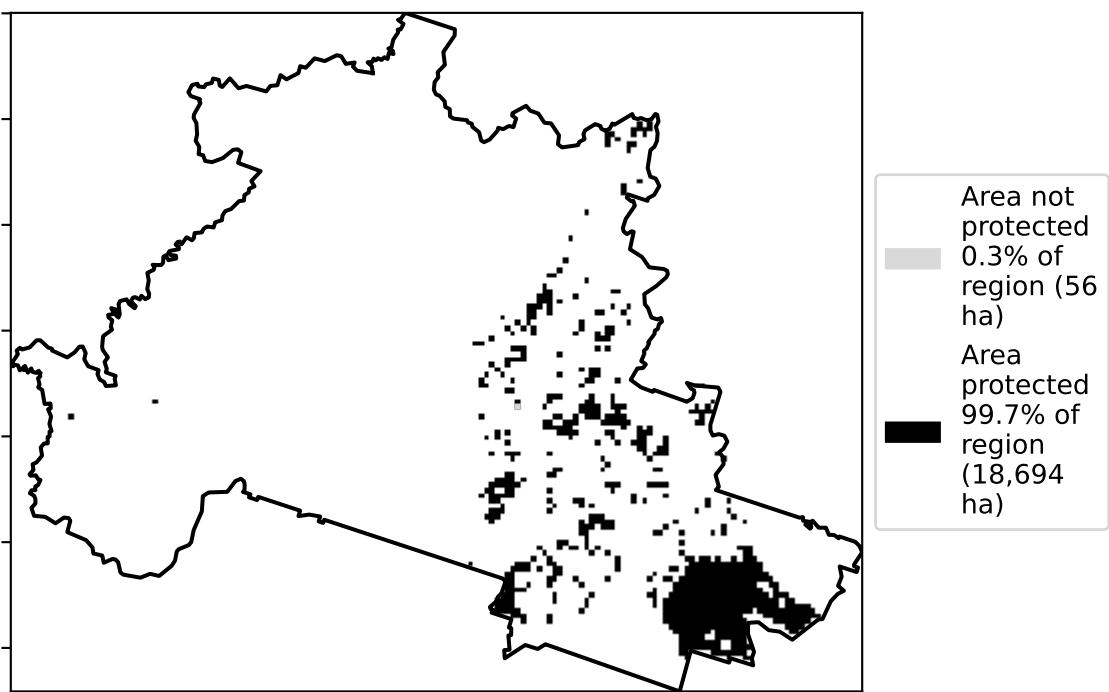 Area not
protected
0.3% of
region (56
ha)
Area
protected
99.7% of
region
(18,694
ha)